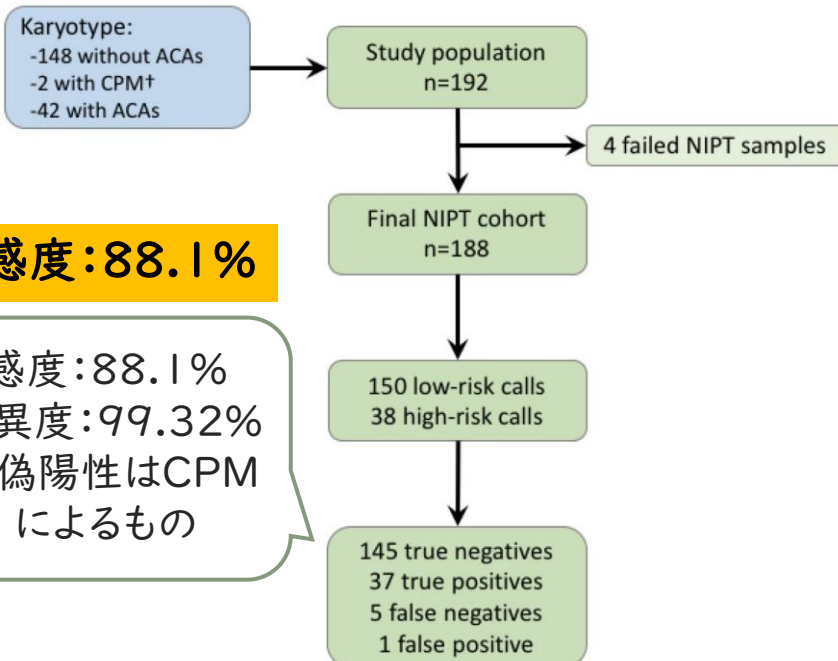 Karyotype:
-148 without ACAs
-2 with CPM†
-42 with ACAs
Study population
n=192
4 failed NIPT samples
Final NIPT cohort
n=188
感度:88.1%
感度:88.1%
異度:99.32%
偽陽性はCPM
によるもの
150 low-risk calls
38 high-risk calls
145 true negatives
37 true positives
5 false negatives
1 false positive